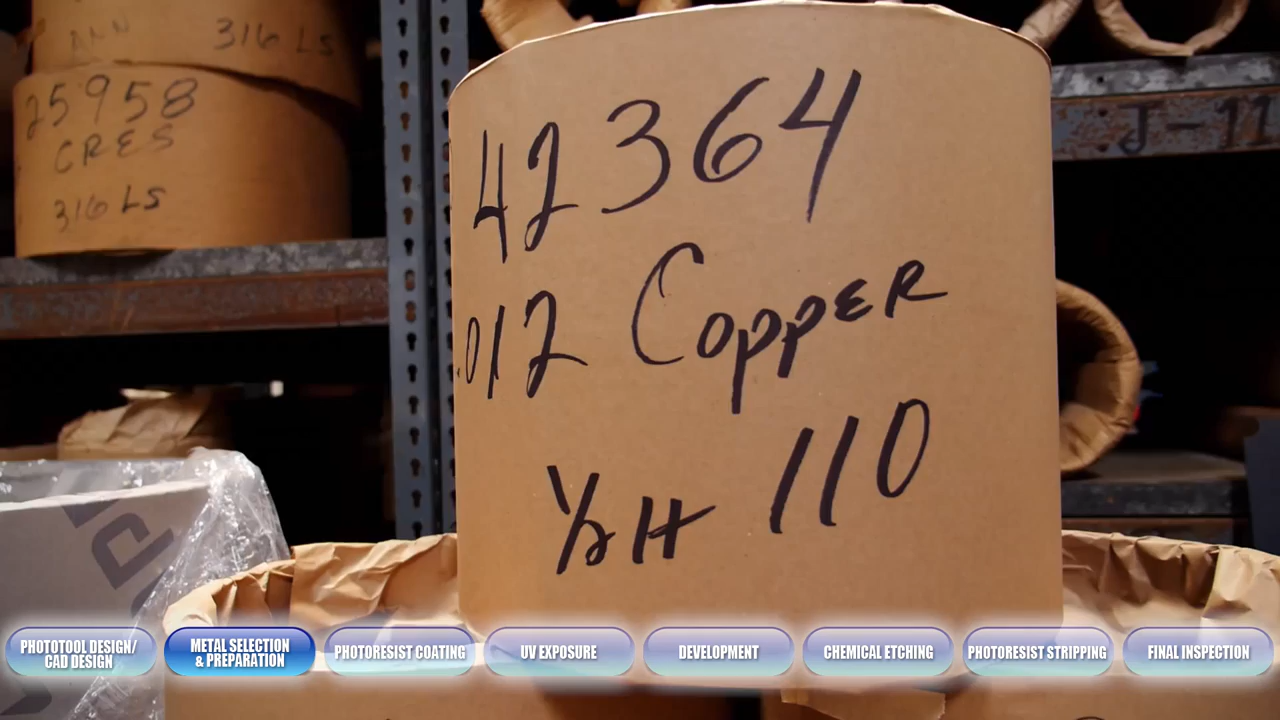 ANN 316 LS
25958
CRES
316 LS
42364
.012 Copper
1/2 H 110
J-11
PHOTOTOOL DESIGN/
CAD DESIGN
METAL SELECTION
& PREPARATION
PHOTORESIST COATING
UV EXPOSURE
DEVELOPMENT
CHEMICAL ETCHING
PHOTORESIST STRIPPING
FINAL INSPECTION